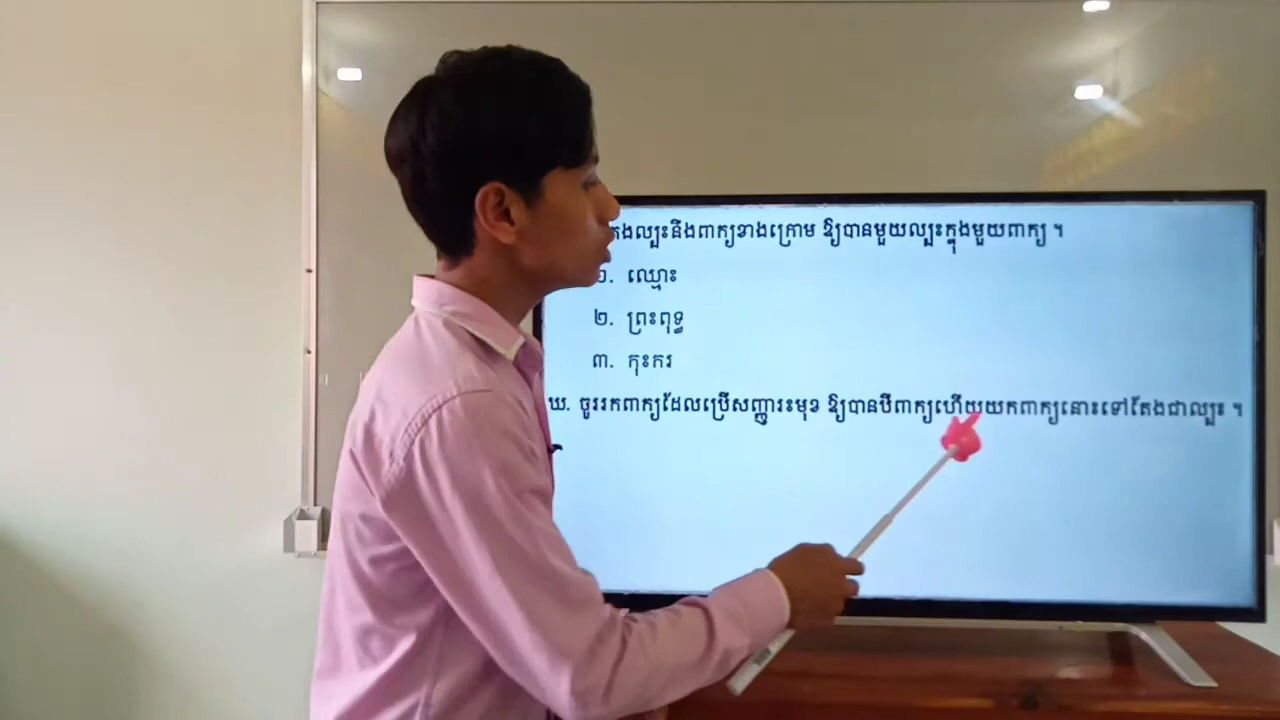 តែងល្បះនឹងពាក្យខាងក្រោម ឱ្យបានមួយល្បះក្នុងមួយពាក្យ ។
១. ឈ្មោះ
២. ព្រះពុទ្ធ
៣. កុះករ
ឃ. ចូររកពាក្យដែលប្រើសញ្ញារះមុខ ឱ្យបានបីពាក្យហើយយកពាក្យនោះទៅតែងជាល្បះ ។